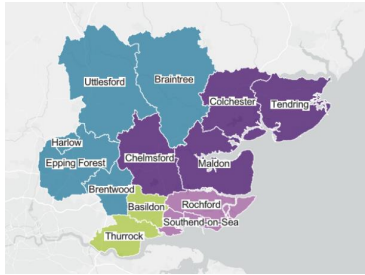 Uttlesford
Braintree
Colchester
Tendring
Harlow
Epping Forest
Chelmsford
Maldon
Brentwood
Basildon
Rochford
Southend-on-Sea
Thurrock